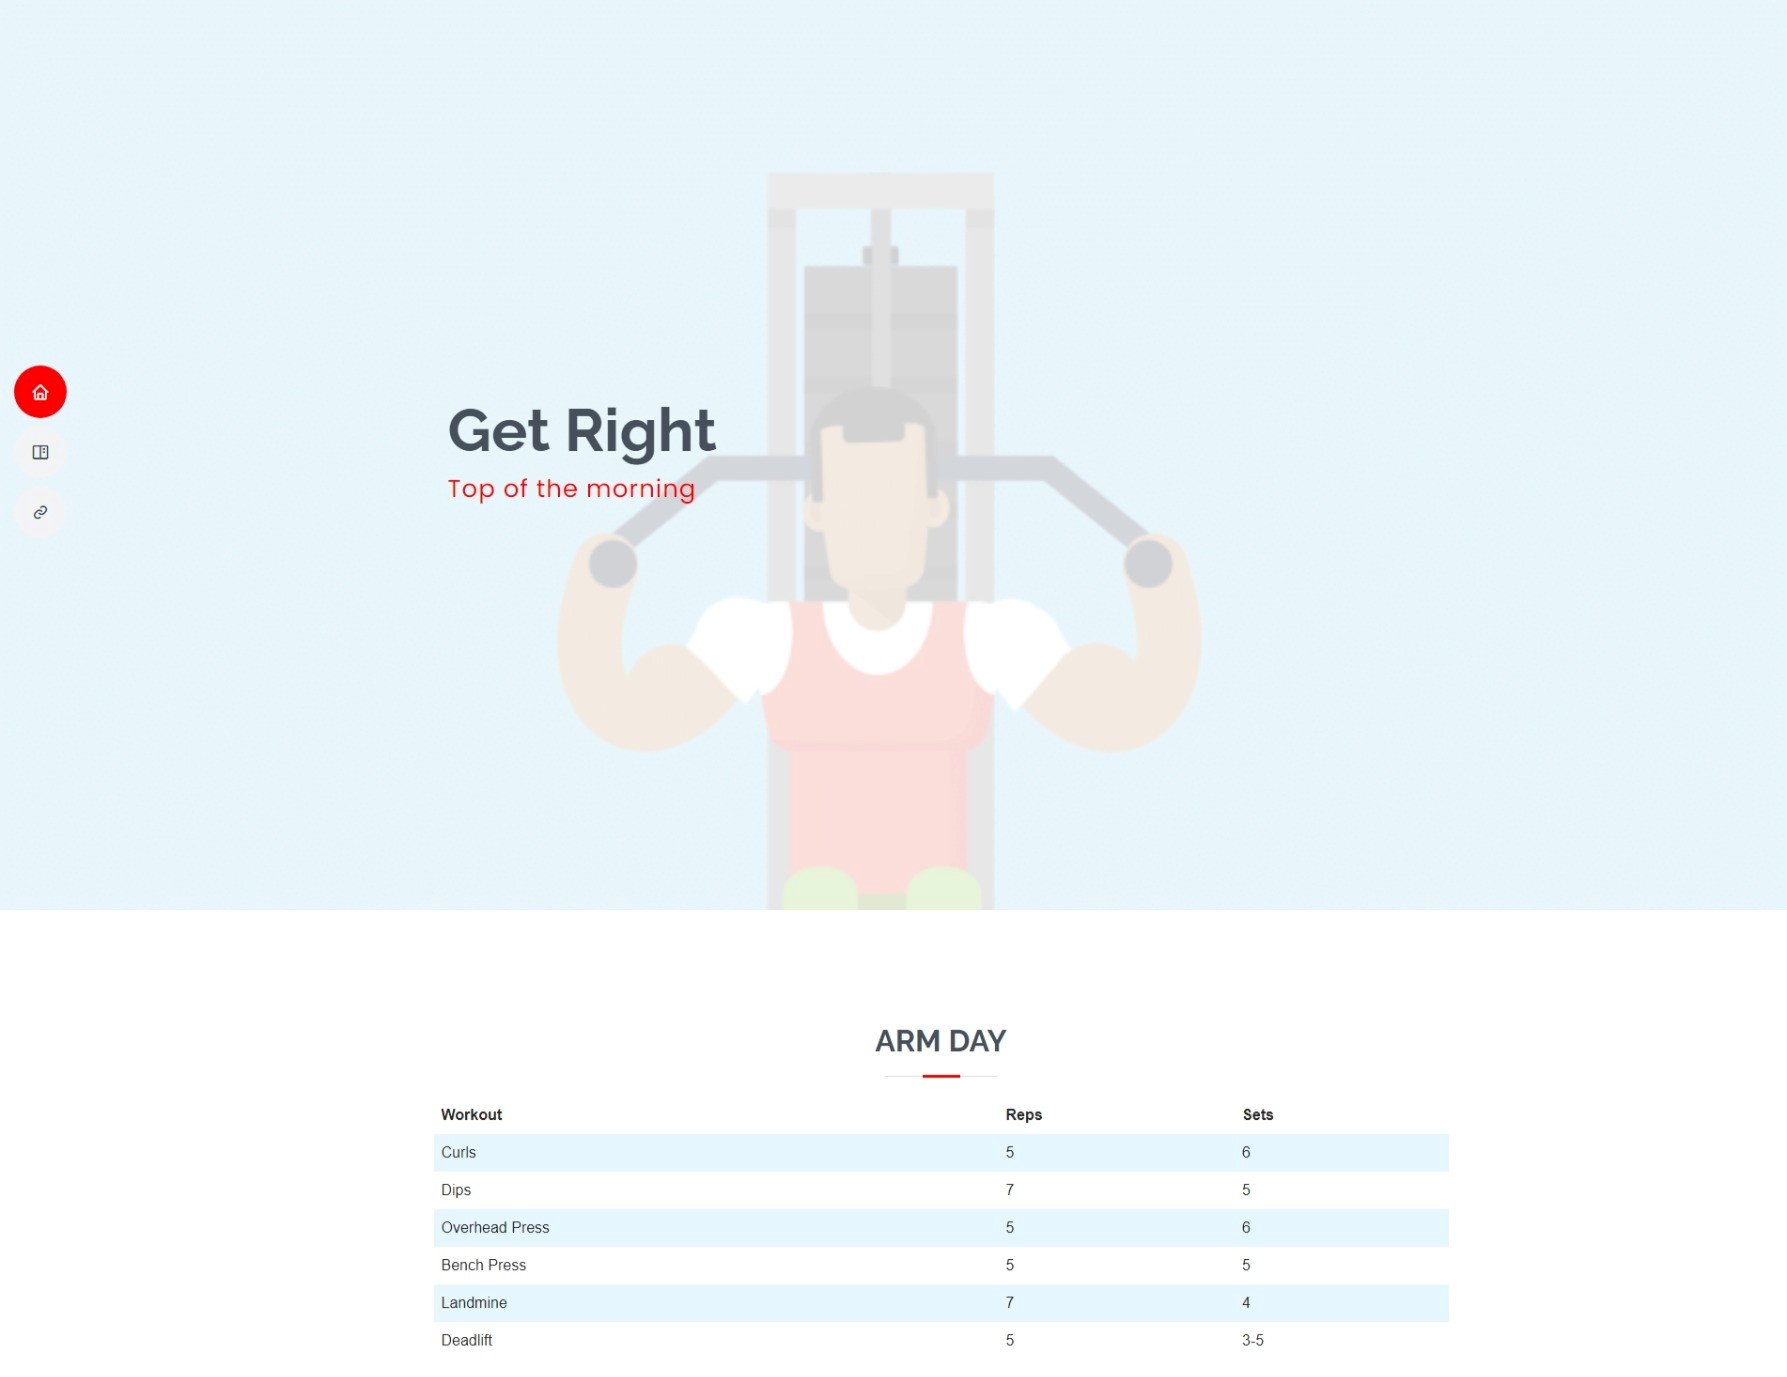 Get Right
Top of the morning
ARM DAY
Workout Reps Sets
Curls 5 6
Dips 7 5
Overhead Press 5 6
Bench Press 5 5
Landmine 7 4
Deadlift 5 3-5